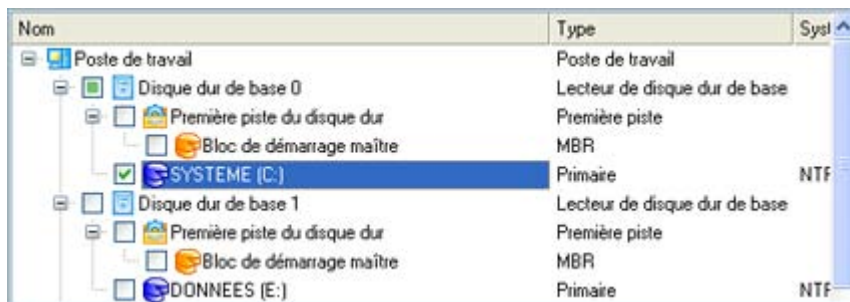 Nom Type Syst
Poste de travail Poste de travail
Disque dur de base 0 Lecteur de disque dur de base
Première piste du disque dur Première piste
Bloc de démarrage maître MBR
SYSTEME (C:) Primaire NTF
Disque dur de base 1 Lecteur de disque dur de base
Première piste du disque dur Première piste
Bloc de démarrage maître MBR
DONNEES (E:) Primaire NTF